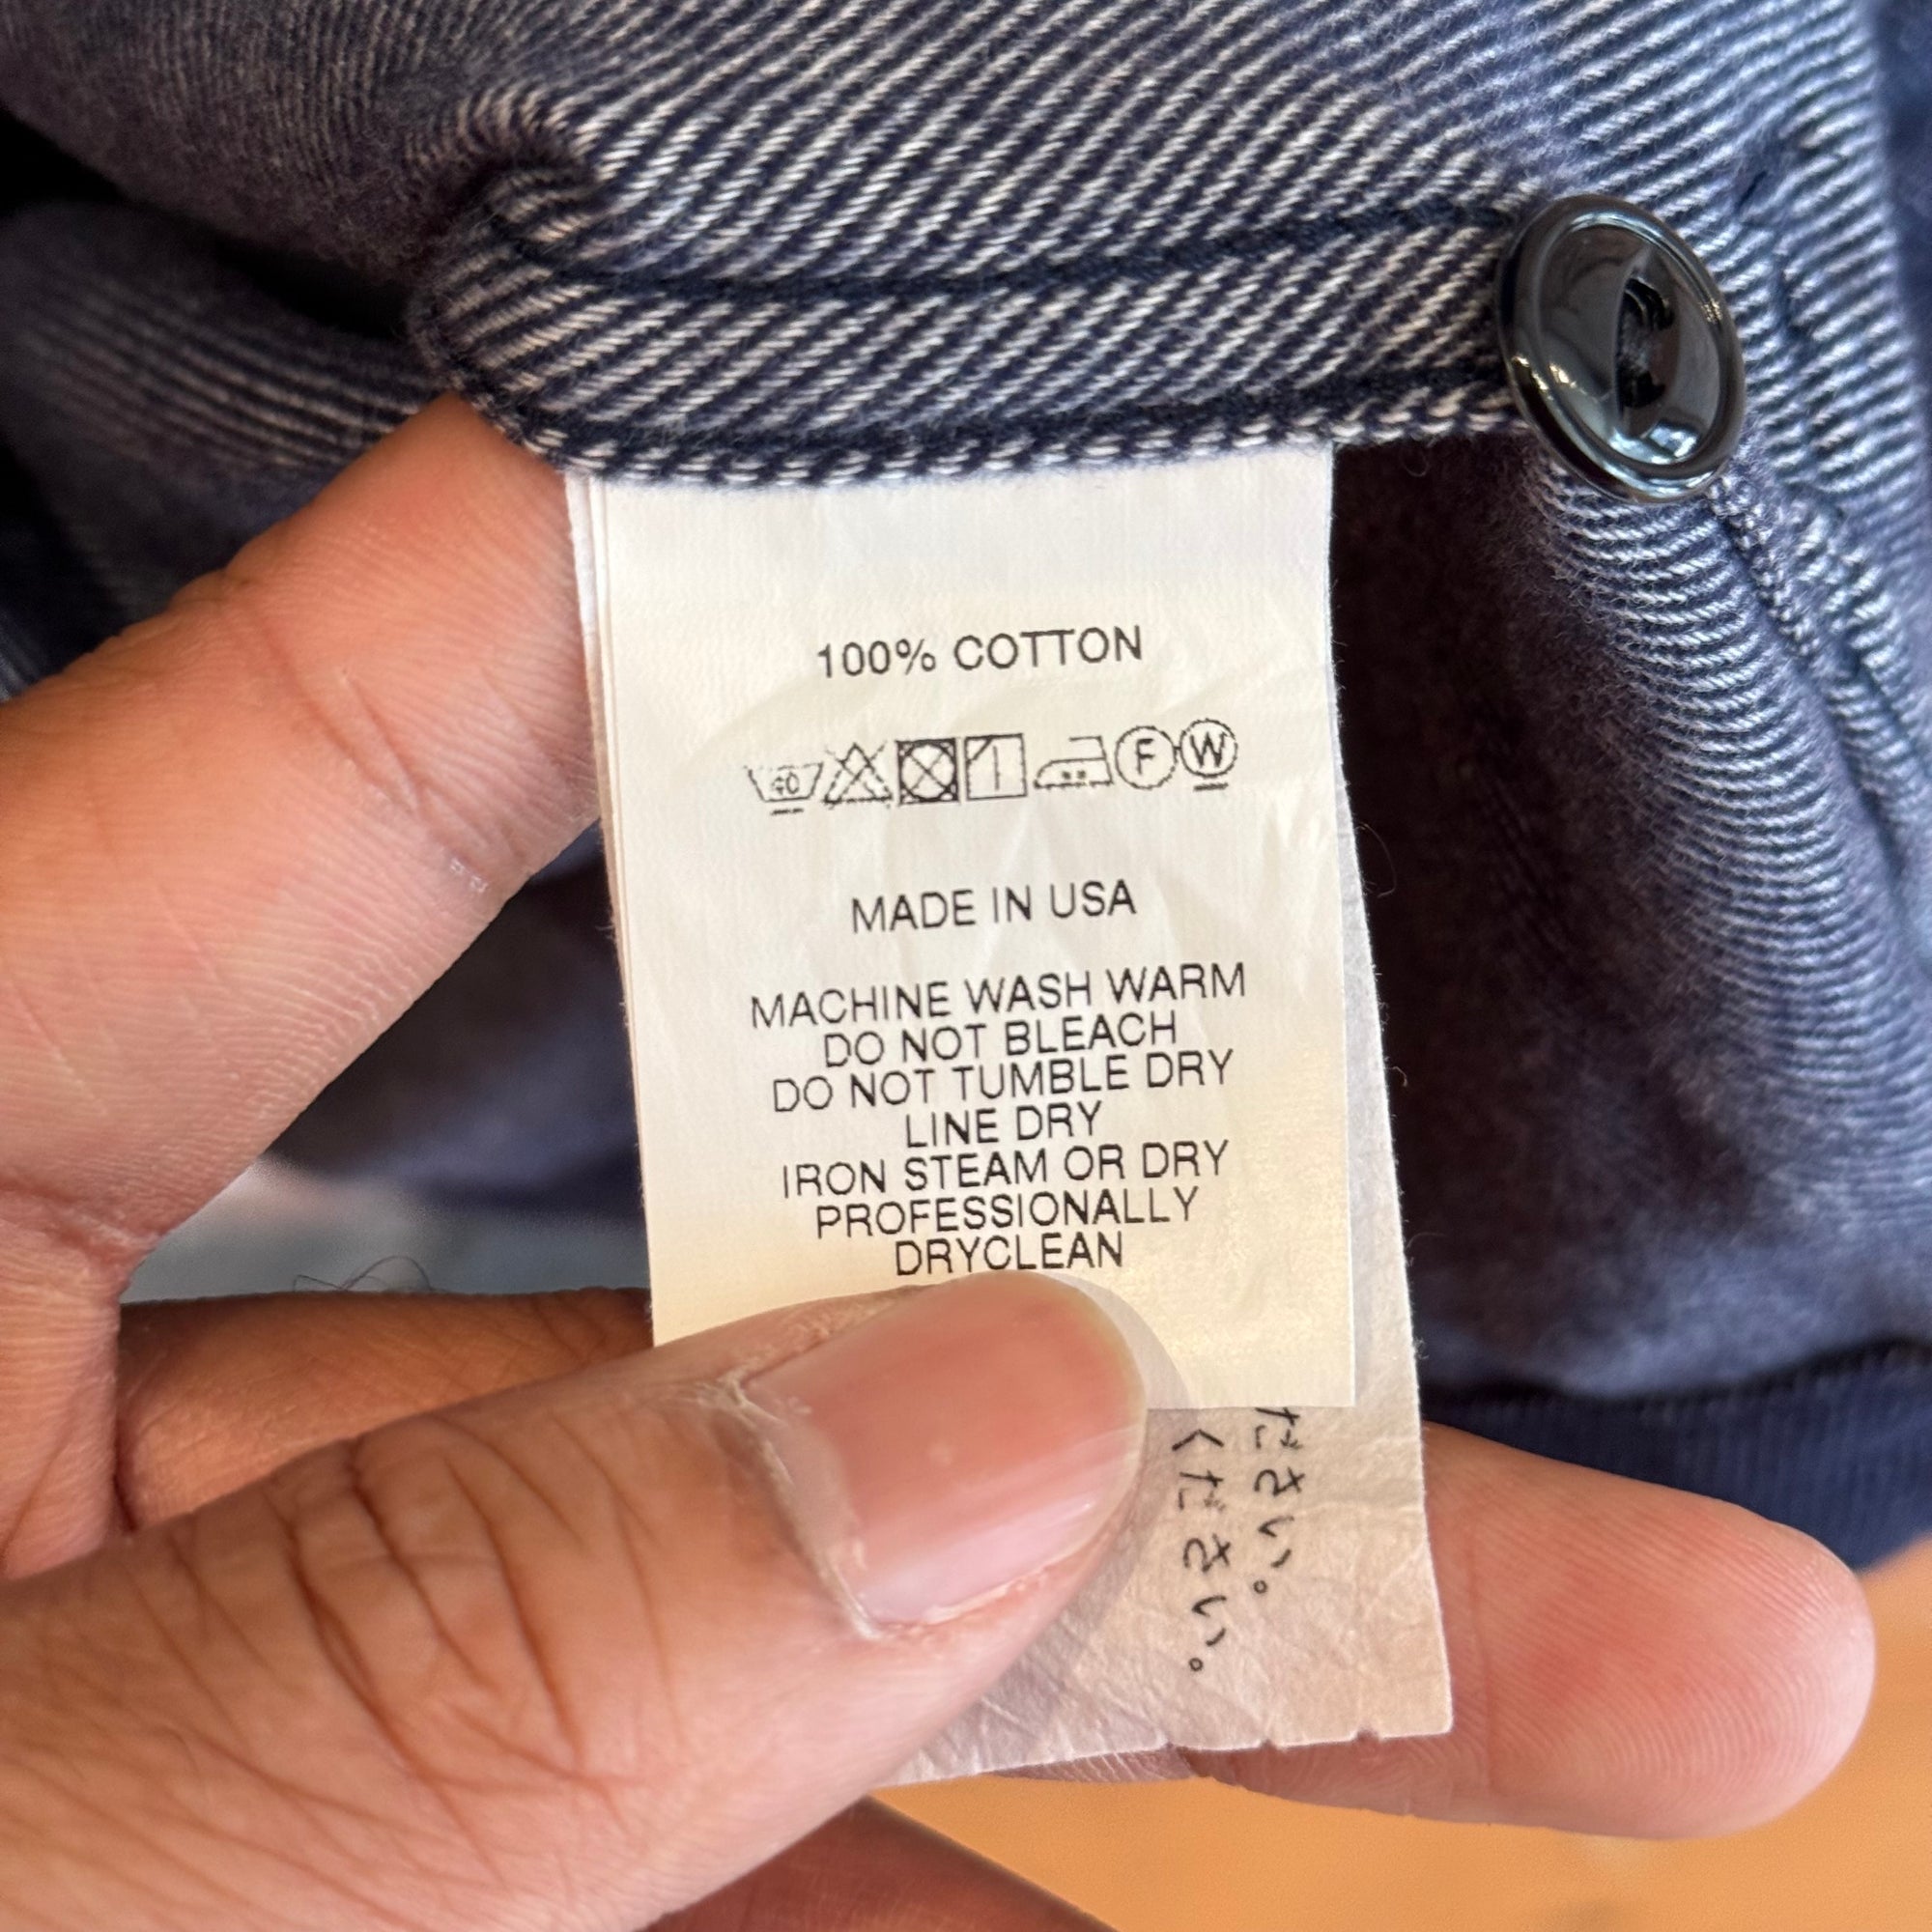 100% COTTON
40 F W
MADE IN USA
MACHINE WASH WARM
DO NOT BLEACH
DO NOT TUMBLE DRY
LINE DRY
IRON STEAM OR DRY
PROFESSIONALLY
DRYCLEAN
ださい。
ください。